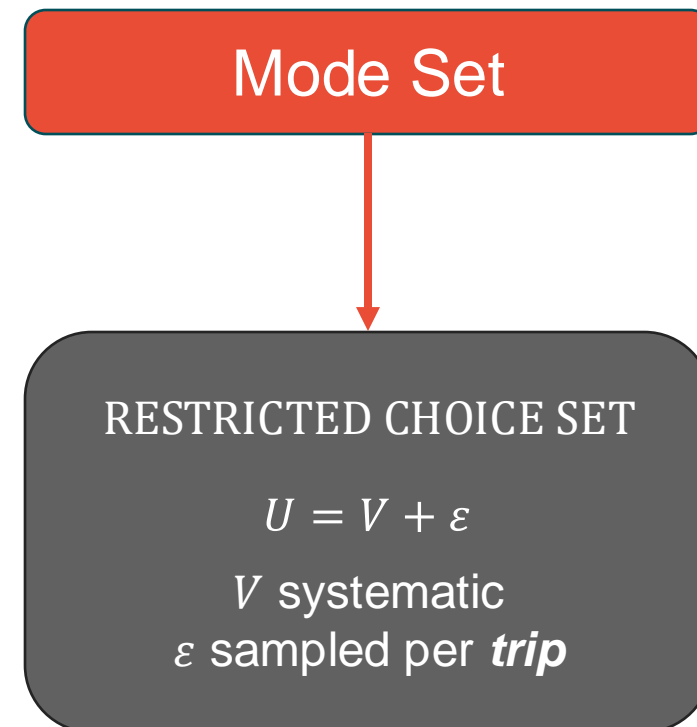 Mode Set
RESTRICTED CHOICE SET
U = V + ε
V systematic
ε sampled per trip